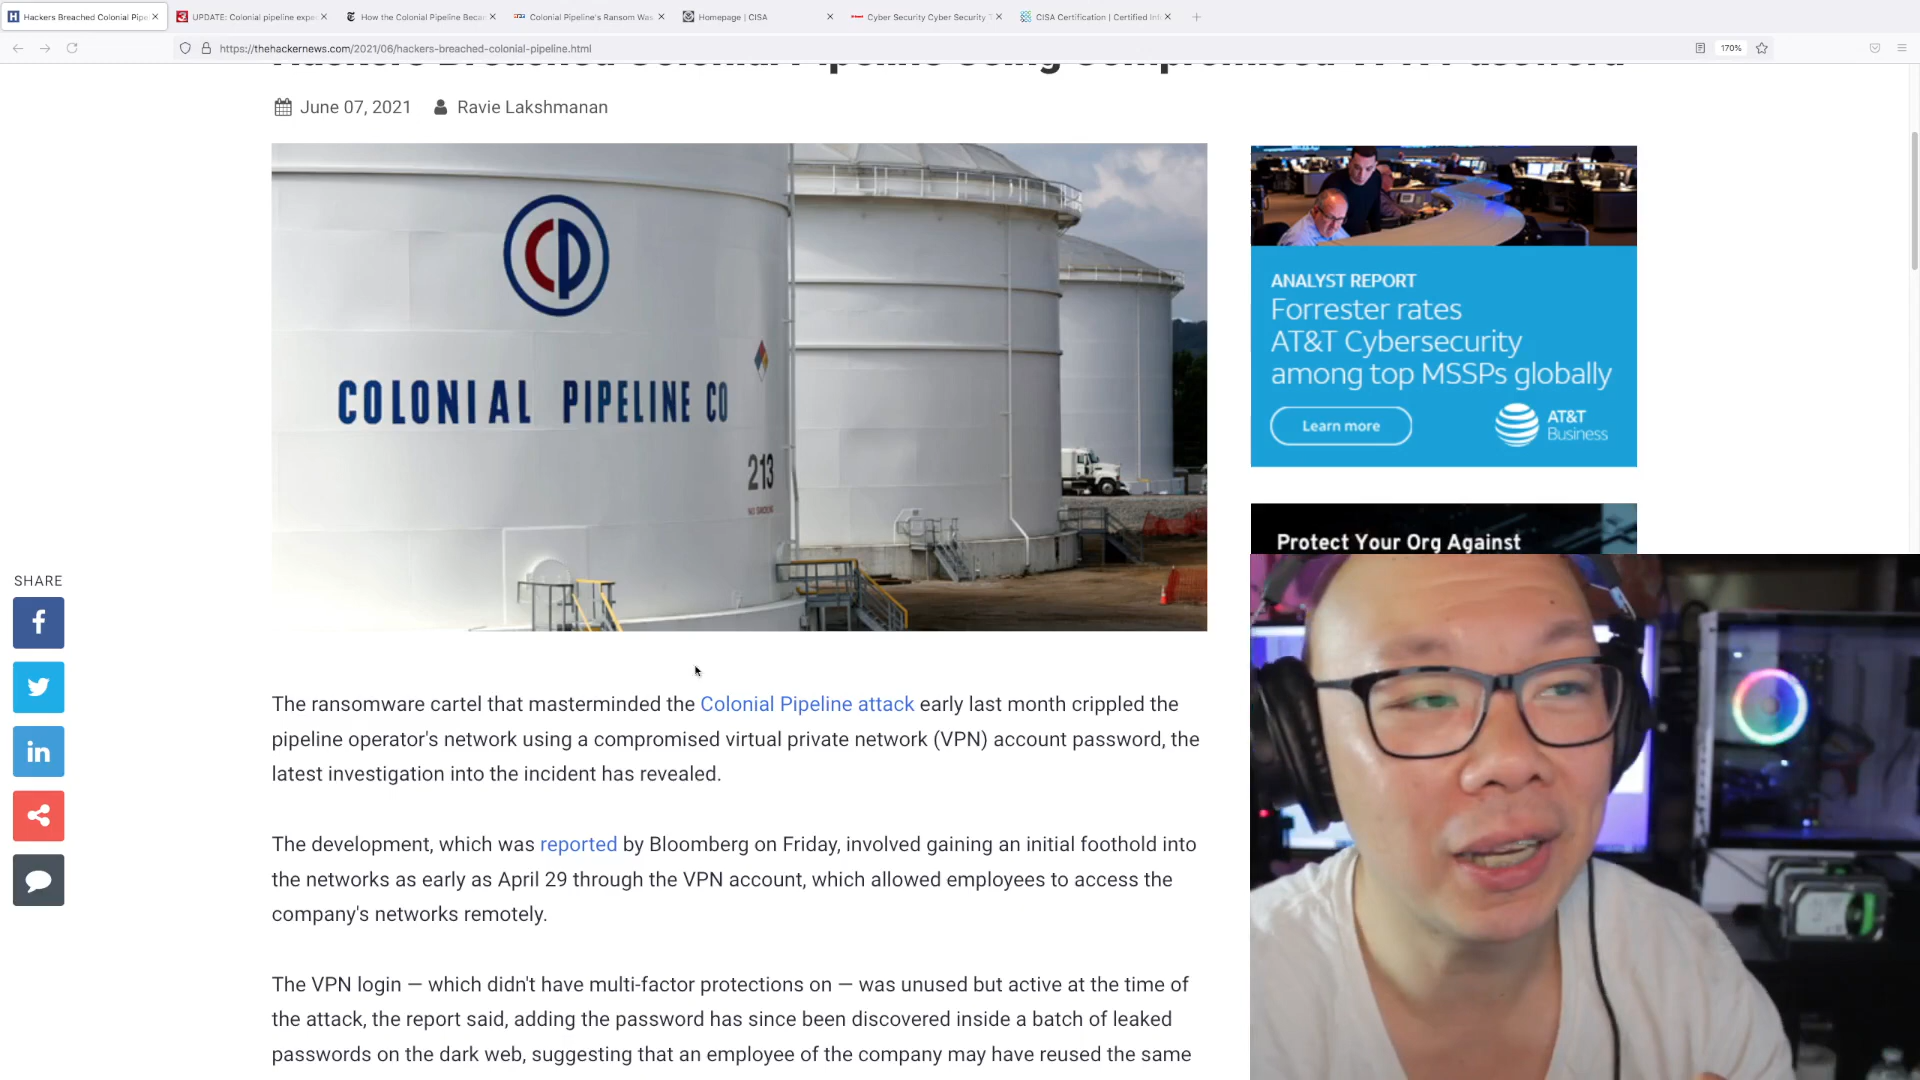 Hackers Breached Colonial Pipe
UPDATE: Colonial pipeline expe
How the Colonial Pipeline Becar
Colonial Pipeline's Ransom Was
Homepage | CISA
Cyber Security Cyber Security
CISA Certification | Certified Inf
https://thehackernews.com/2021/06/hackers-breached-colonial-pipeline.html
170%
Hackers Breached Colonial Pipeline Using Compromised VPN Password
June 07, 2021
Ravie Lakshmanan
CP
COLONIAL PIPELINE CO
213
ANALYST REPORT
Forrester rates
AT&T Cybersecurity
among top MSSPs globally
Learn more
AT&T
Business
Protect Your Org Against
SHARE
The ransomware cartel that masterminded the Colonial Pipeline attack early last month crippled the
pipeline operator's network using a compromised virtual private network (VPN) account password, the
latest investigation into the incident has revealed.
The development, which was reported by Bloomberg on Friday, involved gaining an initial foothold into
the networks as early as April 29 through the VPN account, which allowed employees to access the
company's networks remotely.
The VPN login — which didn't have multi-factor protections on — was unused but active at the time of
the attack, the report said, adding the password has since been discovered inside a batch of leaked
passwords on the dark web, suggesting that an employee of the company may have reused the same